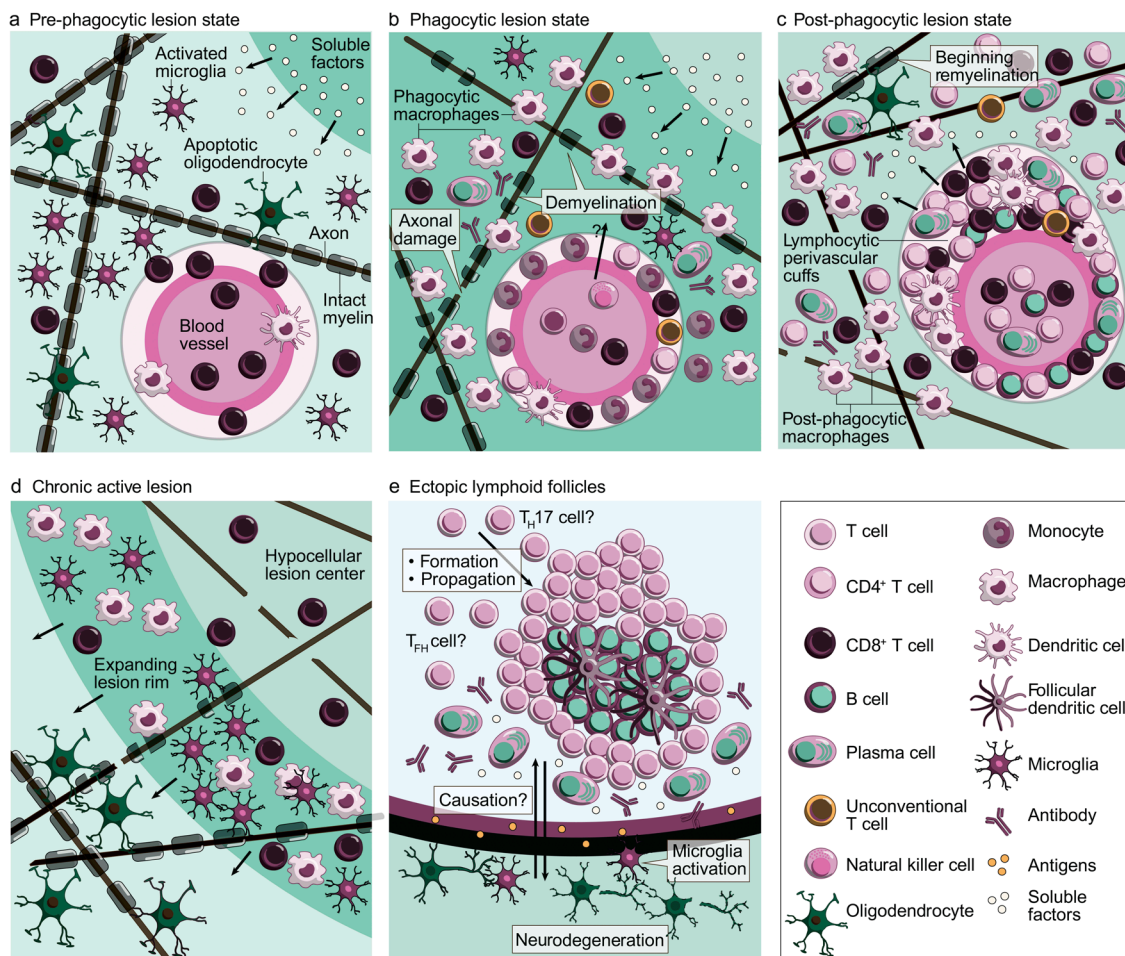 a Pre-phagocytic lesion state
Activated
microglia
Soluble
factors
Apoptotic
oligodendrocyte
Axon
Intact
myelin
Blood
vessel
b Phagocytic lesion state
Phagocytic
macrophages
Demyelination
Axonal
damage
?
c Post-phagocytic lesion state
Beginning
remyelination
Lymphocytic
perivascular
cuffs
Post-phagocytic
macrophages
d Chronic active lesion
Hypocellular
lesion center
Expanding
lesion rim
e Ectopic lymphoid follicles
TH17 cell?
• Formation
• Propagation
TFH cell?
Causation?
Microglia
activation
Neurodegeneration
T cell
CD4+ T cell
CD8+ T cell
B cell
Plasma cell
Unconventional
T cell
Natural killer cell
Oligodendrocyte
Monocyte
Macrophage
Dendritic cell
Follicular
dendritic cell
Microglia
Antibody
Antigens
Soluble
factors